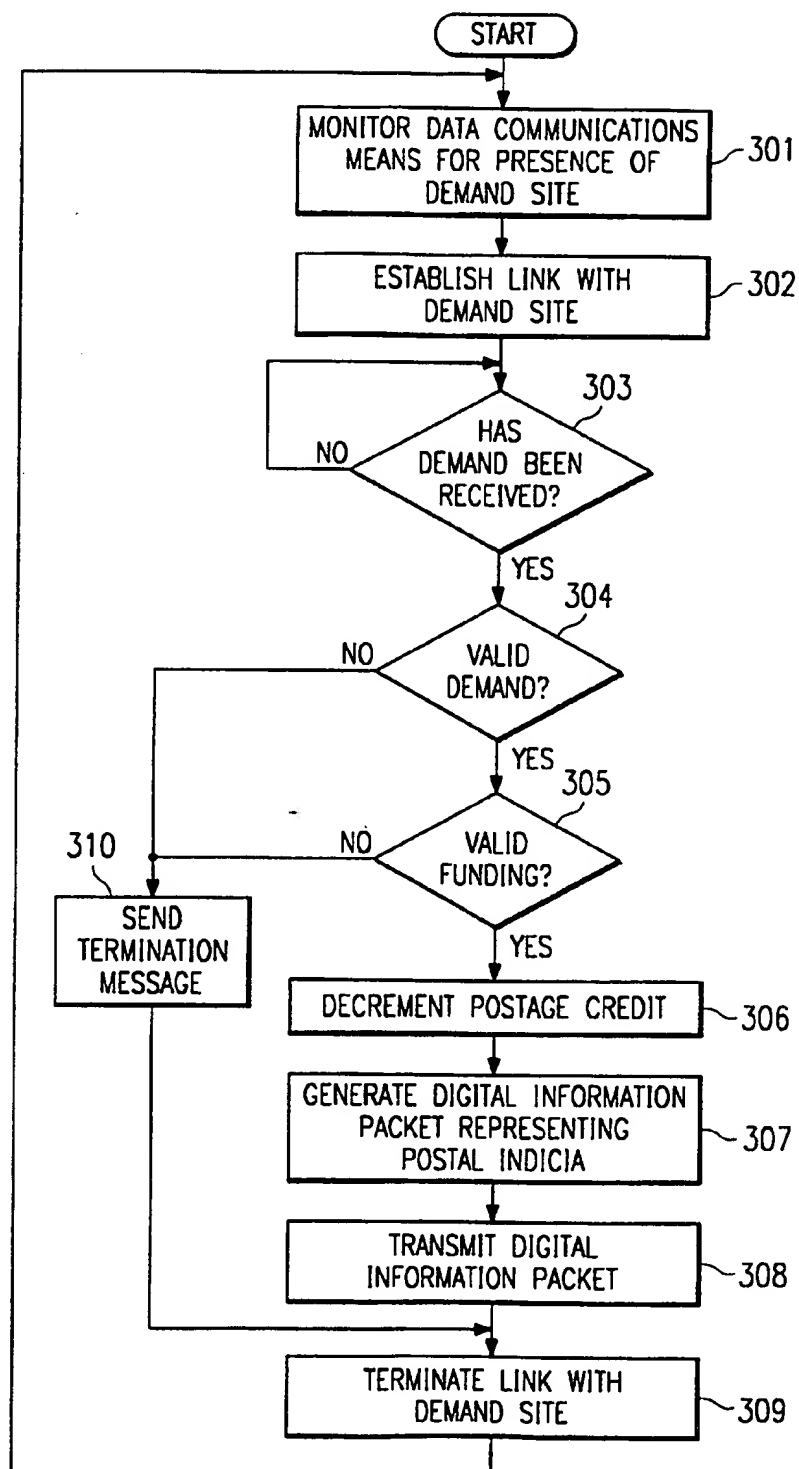 START
MONITOR DATA COMMUNICATIONS
MEANS FOR PRESENCE OF
DEMAND SITE
301
ESTABLISH LINK WITH
DEMAND SITE
302
303
HAS
DEMAND BEEN
RECEIVED?
NO
YES
304
VALID
DEMAND?
NO
YES
305
VALID
FUNDING?
NO
YES
310
SEND
TERMINATION
MESSAGE
DECREMENT POSTAGE CREDIT
306
GENERATE DIGITAL INFORMATION
PACKET REPRESENTING
POSTAL INDICIA
307
TRANSMIT DIGITAL
INFORMATION PACKET
308
TERMINATE LINK WITH
DEMAND SITE
309